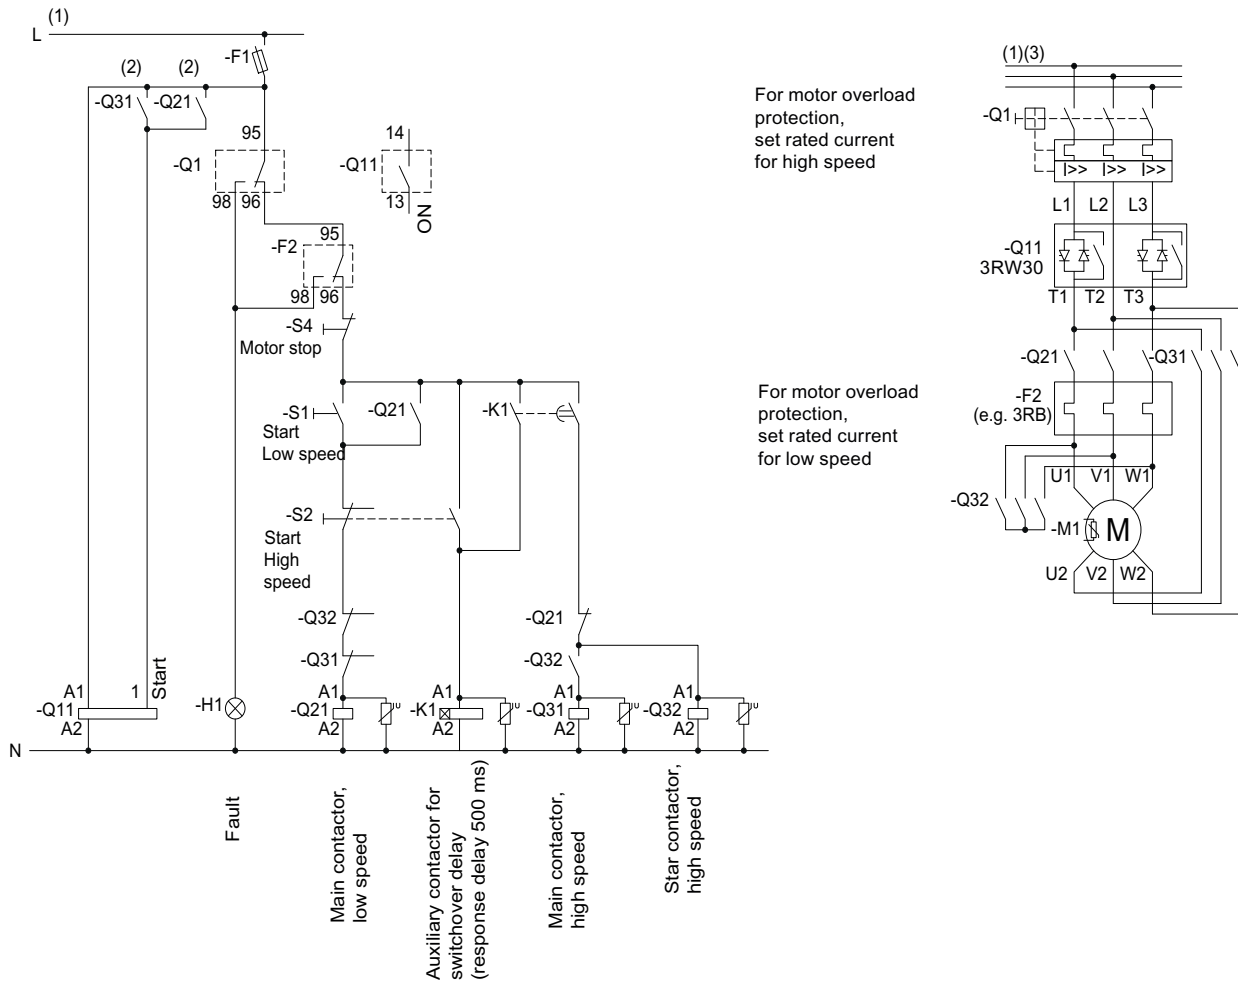 (1)
L
-F1
(2) (2)
-Q31 -Q21
95
-Q1
98 96
14
-Q11
13
ON
95
-F2
98 96
-S4
Motor stop
-S1
Start
Low speed
-Q21
-K1
-S2
Start
High
speed
-Q32
-Q31
-Q21
-Q32
A1
-Q11
A2
1
Start
-H1
A1
-Q21
A2
U
A1
-K1
A2
U
A1
-Q31
A2
U
A1
-Q32
A2
U
N
Fault
Main contactor,
low speed
Auxiliary contactor for
switchover delay
(response delay 500 ms)
Main contactor,
high speed
Star contactor,
high speed
For motor overload
protection,
set rated current
for high speed
For motor overload
protection,
set rated current
for low speed
(1)(3)
-Q1
I>> I>> I>>
L1 L2 L3
-Q11
3RW30
T1 T2 T3
-Q21
-Q31
-F2
(e.g. 3RB)
U1 V1 W1
-Q32
-M1
M
U2 V2 W2